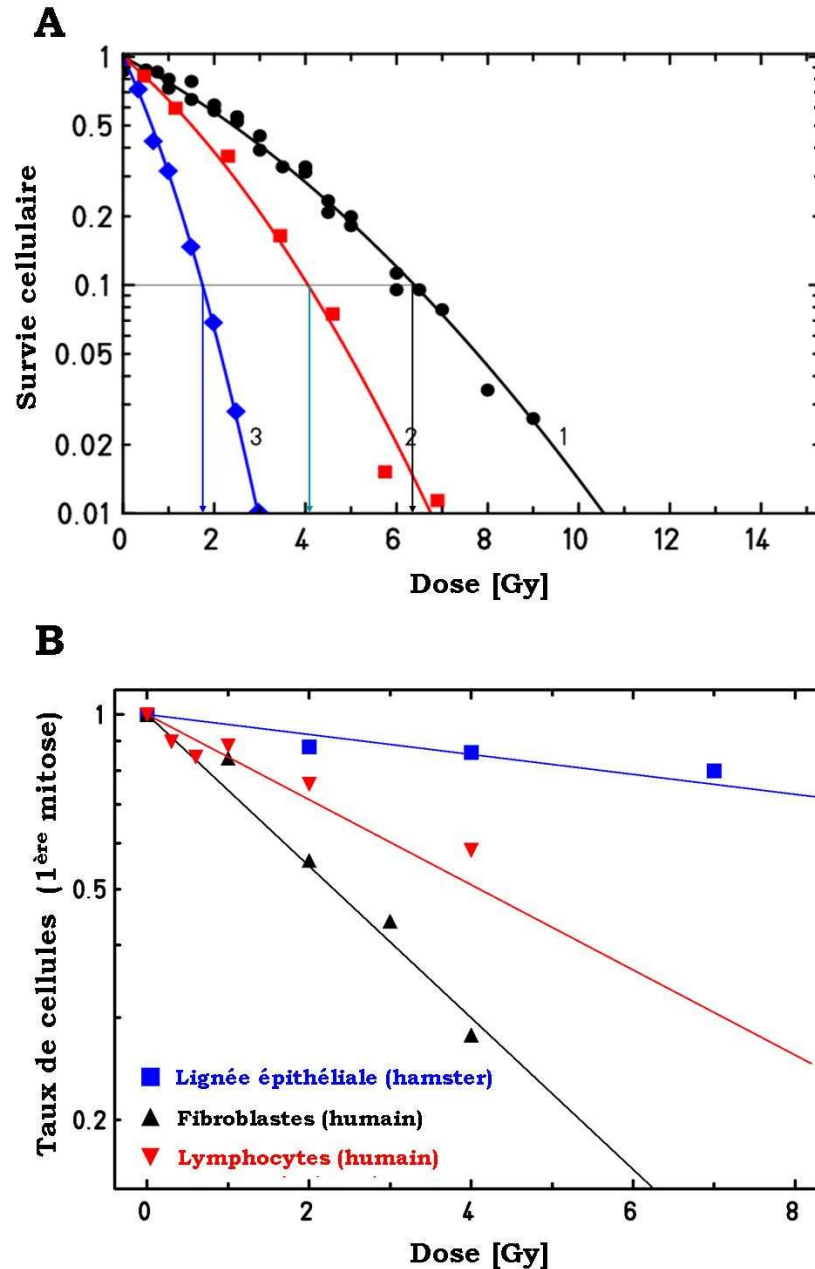 A
1
0.5
0.2
0.1
0.05
0.02
0.01
3
2
1
0 2 4 6 8 10 12 14
Survie cellulaire
Dose [Gy]
B
1
0.5
0.2
Taux de cellules (1ère mitose)
Lignée épithéliale (hamster)
Fibroblastes (humain)
Lymphocytes (humain)
0 2 4 6 8
Dose [Gy]